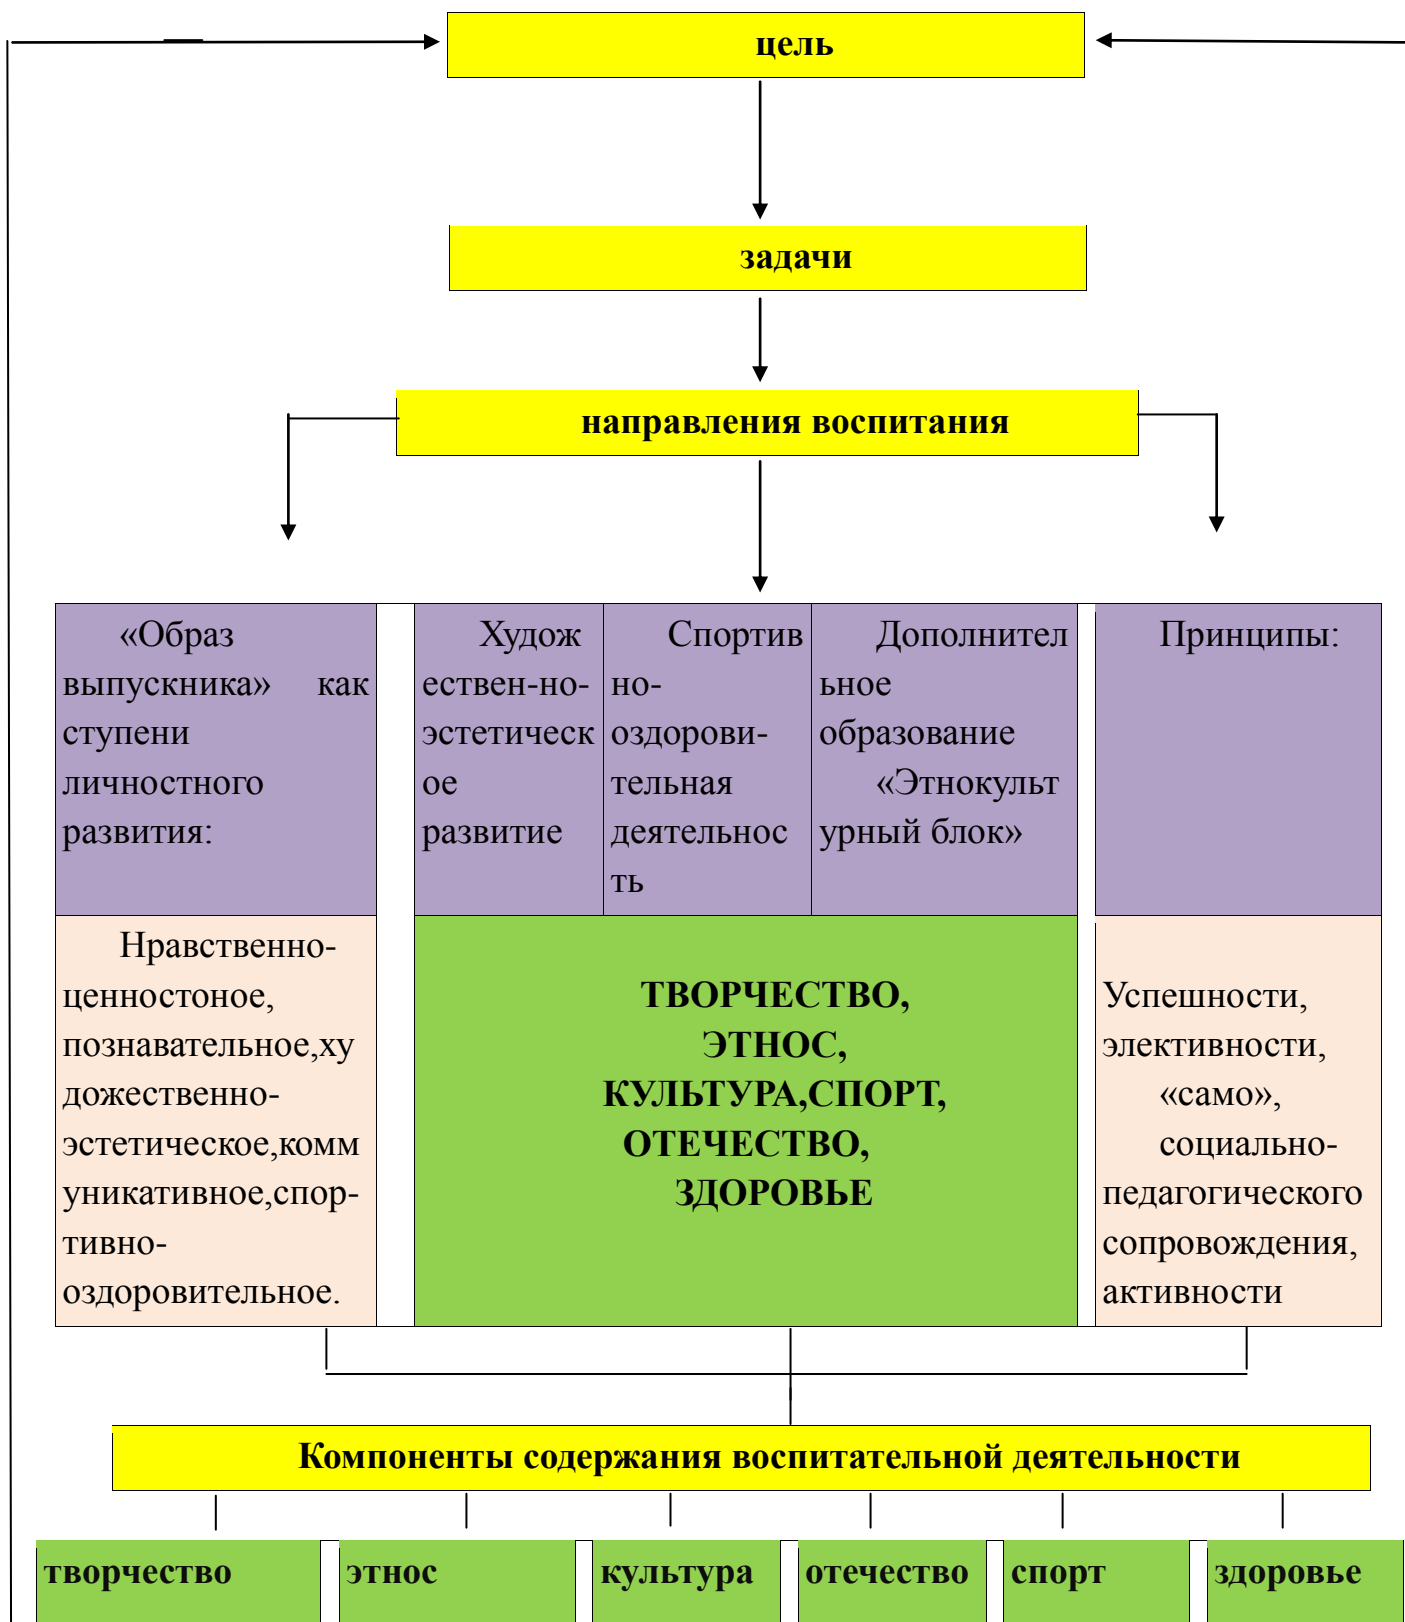 цель
задачи
направления воспитания
«Образ
выпускника» как
ступени
личностного
развития:
Худож
ествен-но-
эстетическ
ое
развитие
Спортив
но-
оздорови-
тельная
деятельнос
ть
Дополнител
ьное
образование
«Этнокульт
урный блок»
Принципы:
Нравственно-
ценностоное,
познавательное,ху
дожественно-
эстетическое,комм
уникативное,спор-
тивно-
оздоровительное.
ТВОРЧЕСТВО,
ЭТНОС,
КУЛЬТУРА,СПОРТ,
ОТЕЧЕСТВО,
ЗДОРОВЬЕ
Успешности,
элективности,
«само»,
социально-
педагогического
сопровождения,
активности
Компоненты содержания воспитательной деятельности
творчество
этнос
культура
отечество
спорт
здоровье